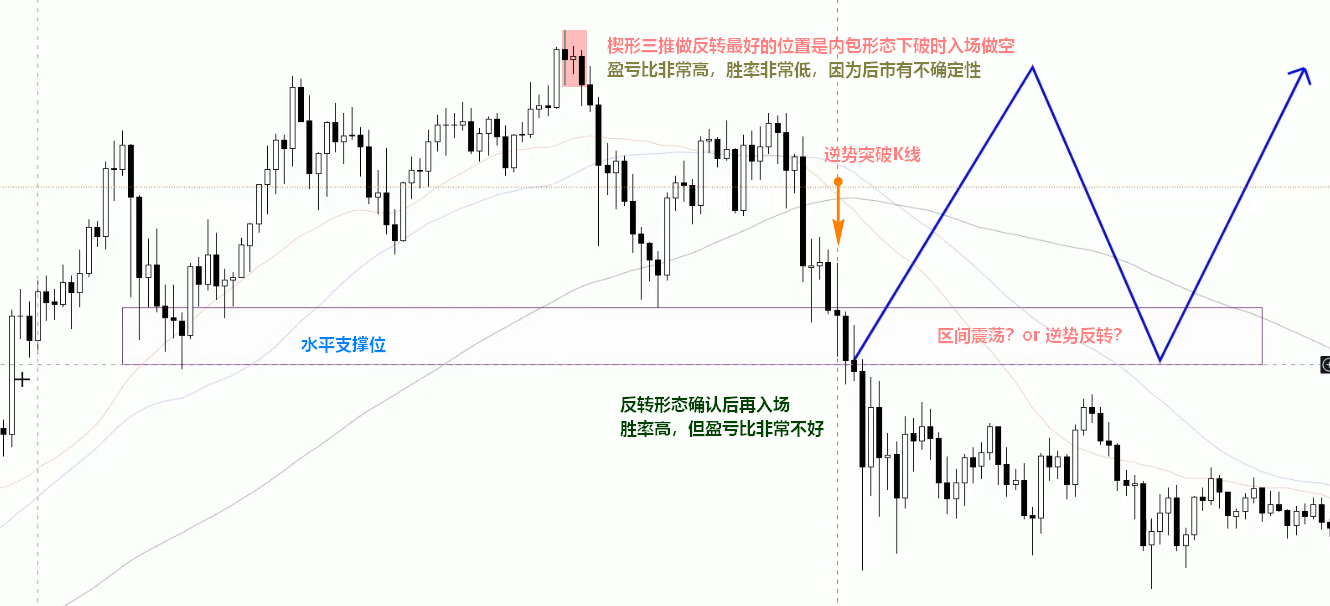 楔形三推做反转最好的位置是内包形态下破时入场做空
盈亏比非常高，胜率非常低，因为后市有不确定性
逆势突破K线
区间震荡？or 逆势反转？
水平支撑位
反转形态确认后再入场
胜率高，但盈亏比非常不好